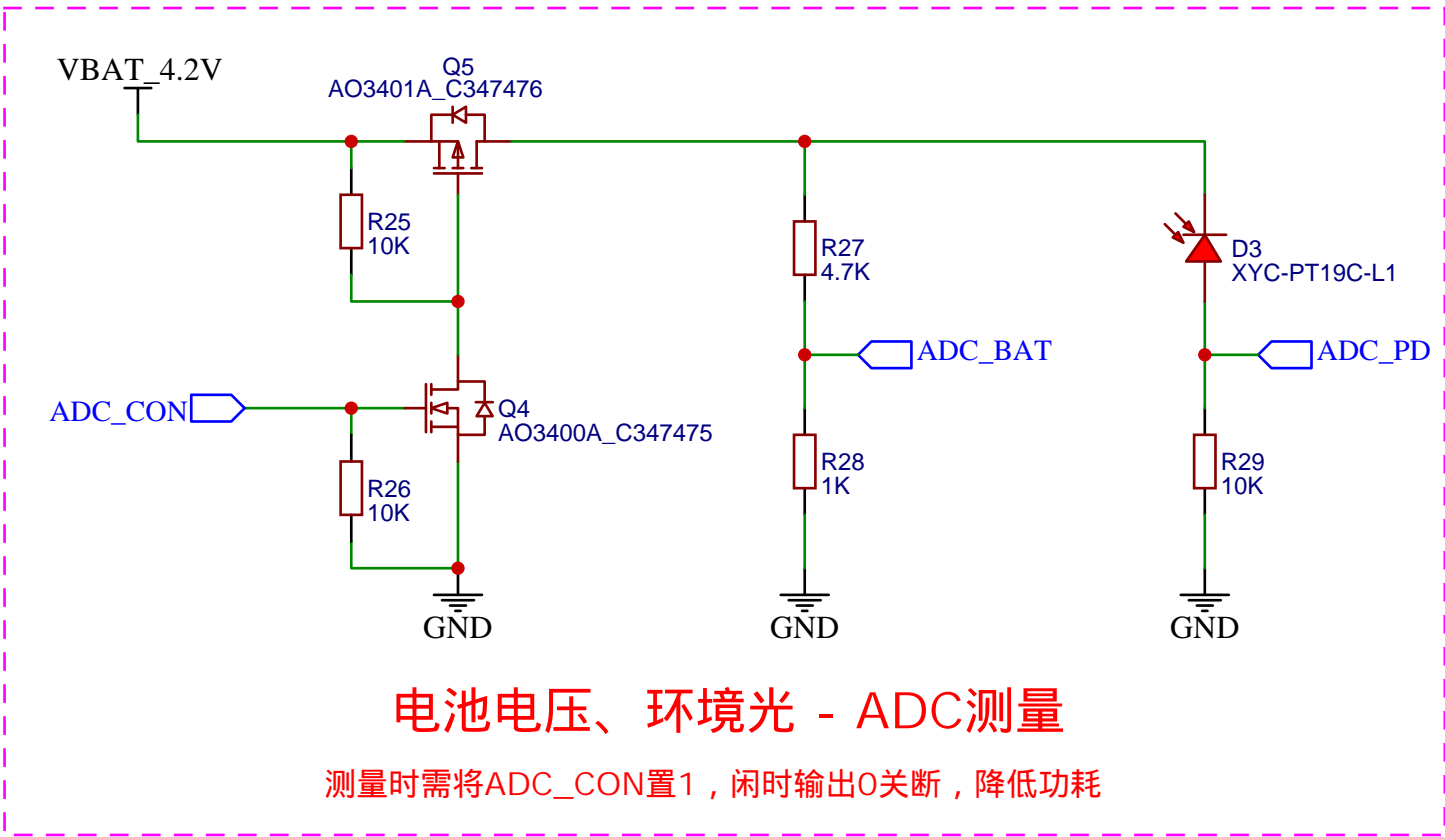 VBAT_4.2V
Q5
AO3401A_C347476
R25
10K
R27
4.7K
D3
XYC-PT19C-L1
ADC_BAT
ADC_PD
ADC_CON
Q4
AO3400A_C347475
R26
10K
R28
1K
R29
10K
GND
GND
GND
电池电压、环境光 - ADC测量
测量时需将ADC_CON置1，闲时输出0关断，降低功耗